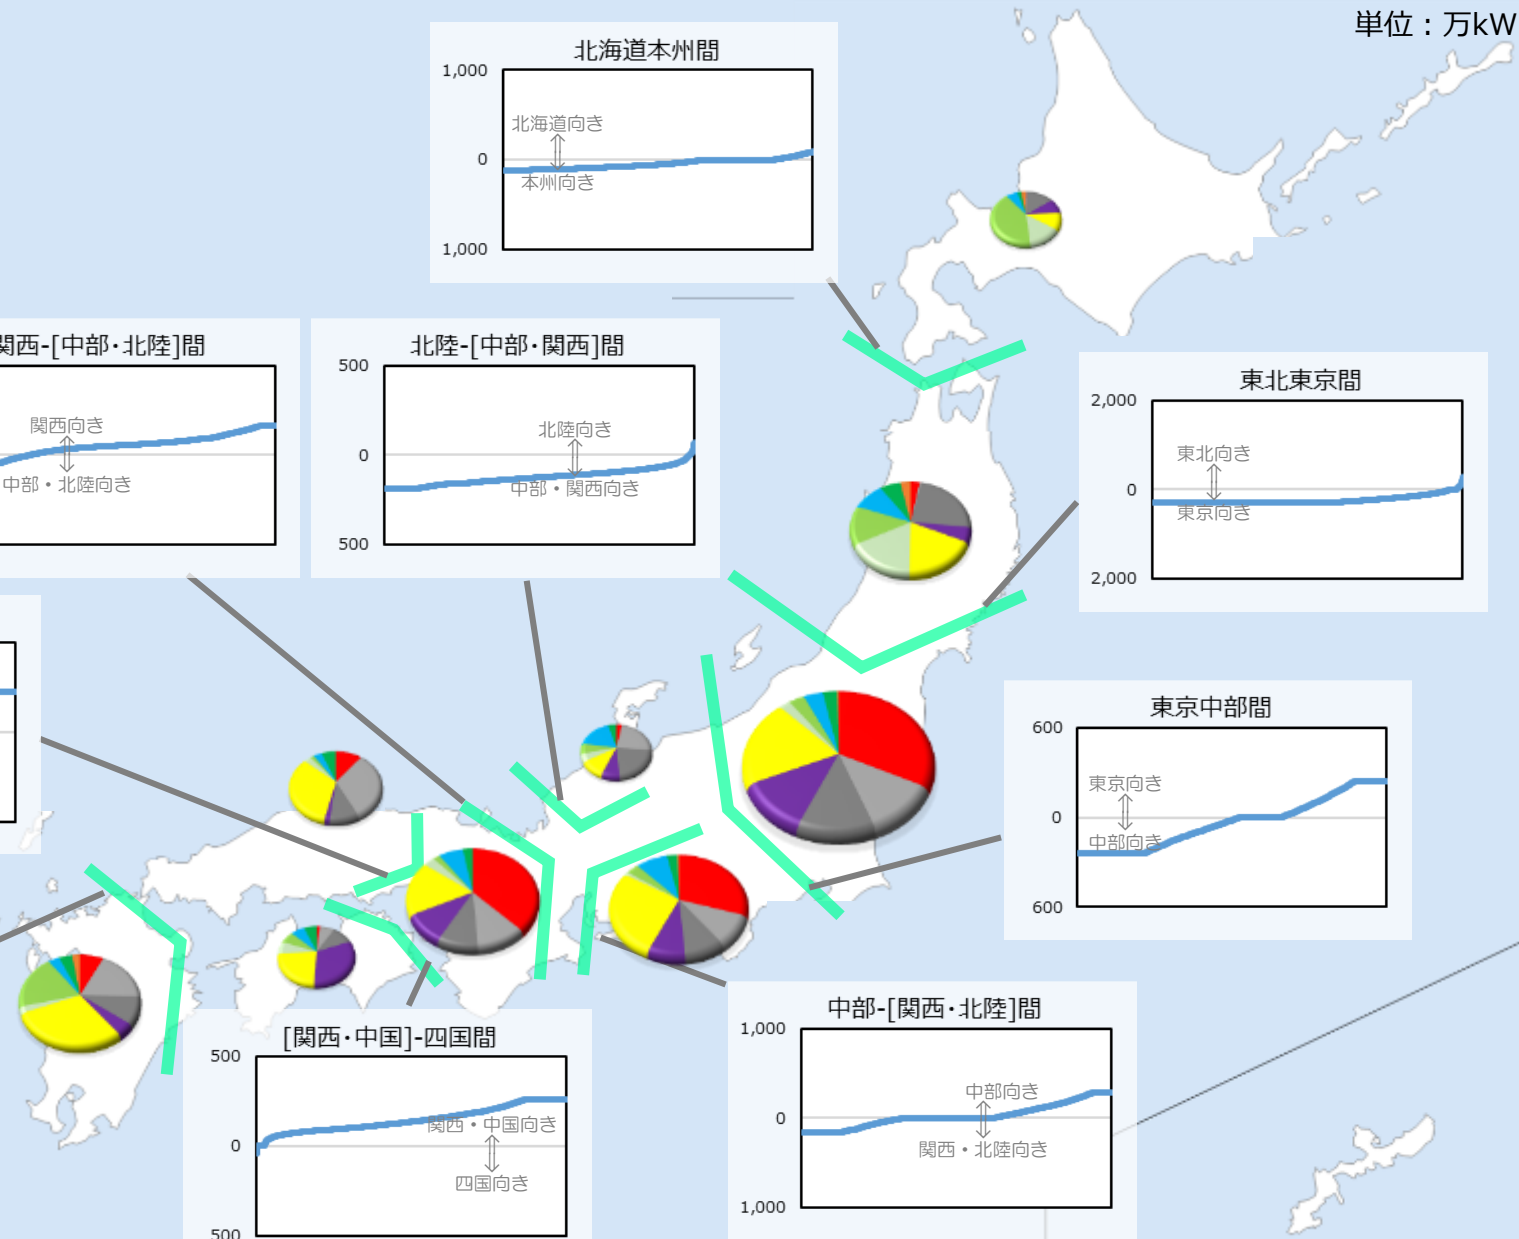 単位：万kW
北海道本州間
1,000
北海道向き
0
本州向き
1,000
関西-[中部・北陸]間
関西向き
中部・北陸向き
北陸-[中部・関西]間
500
北陸向き
0
中部・関西向き
500
東北東京間
2,000
東北向き
0
東京向き
2,000
東京中部間
600
東京向き
0
中部向き
600
[関西・中国]-四国間
500
関西・中国向き
0
四国向き
500
中部-[関西・北陸]間
1,000
中部向き
0
関西・北陸向き
1,000